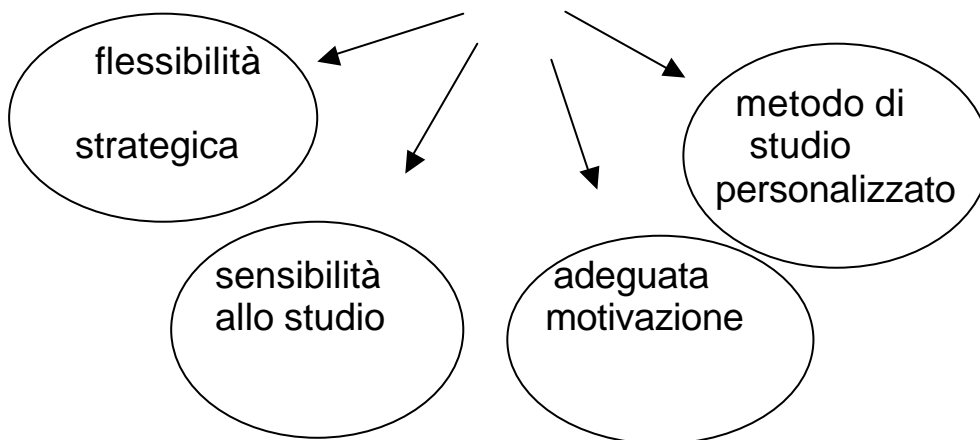 flessibilità
strategica
metodo di
studio
personalizzato
sensibilità
allo studio
adeguata
motivazione